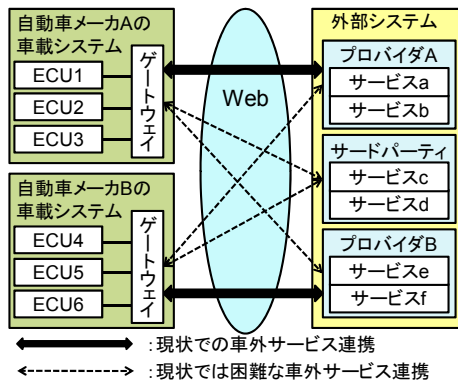 自動車メーカAの
車載システム
ECU1
ECU2
ECU3
ゲートウェイ
自動車メーカBの
車載システム
ECU4
ECU5
ECU6
ゲートウェイ
Web
外部システム
プロバイダA
サービスa
サービスb
サードパーティ
サービスc
サービスd
プロバイダB
サービスe
サービスf
:現状での車外サービス連携
:現状では困難な車外サービス連携